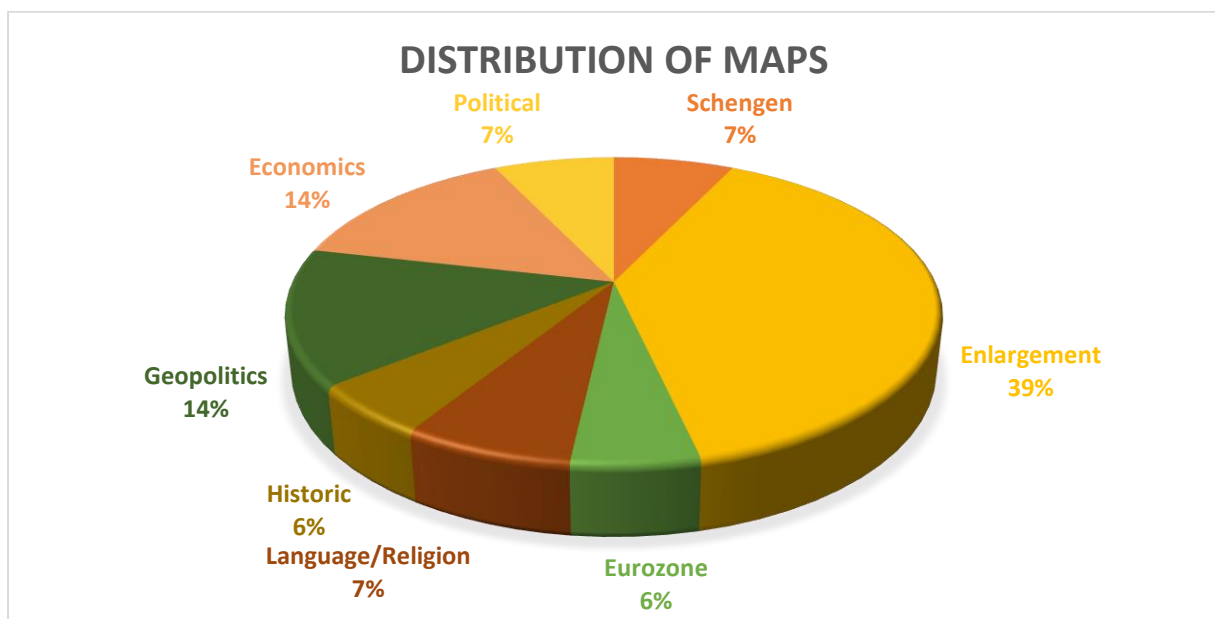 DISTRIBUTION OF MAPS
Political
7%
Schengen
7%
Economics
14%
Enlargement
39%
Geopolitics
14%
Historic
6%
Language/Religion
7%
Eurozone
6%